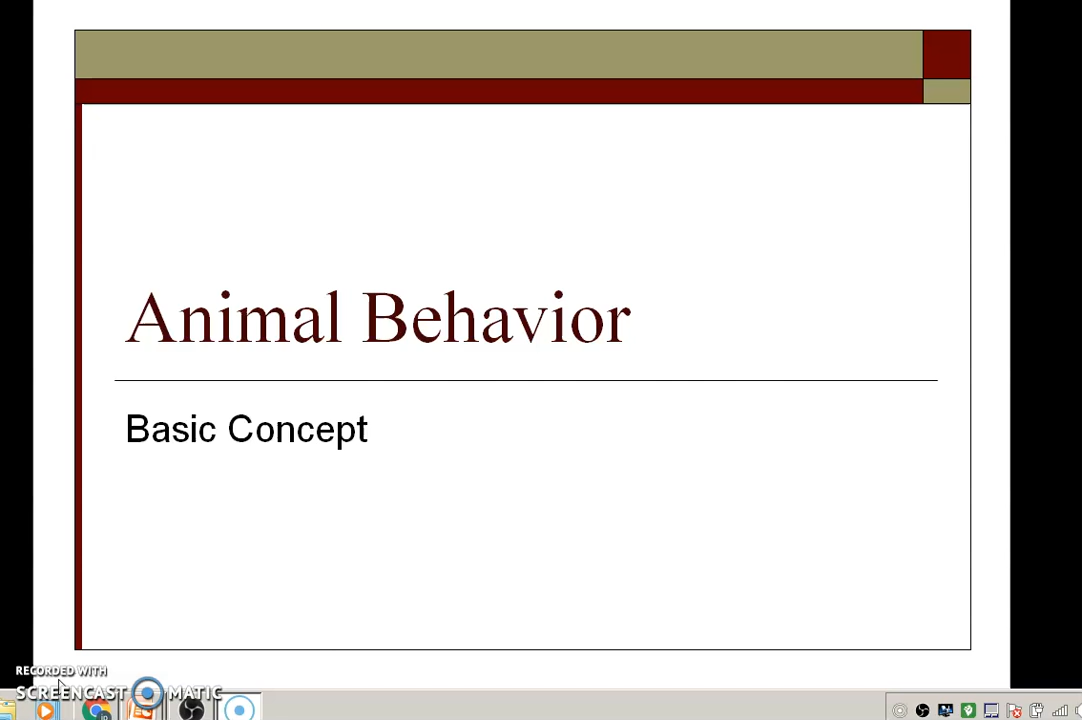 Animal Behavior
Basic Concept
RECORDED WITH
SCREENCAST MATIC